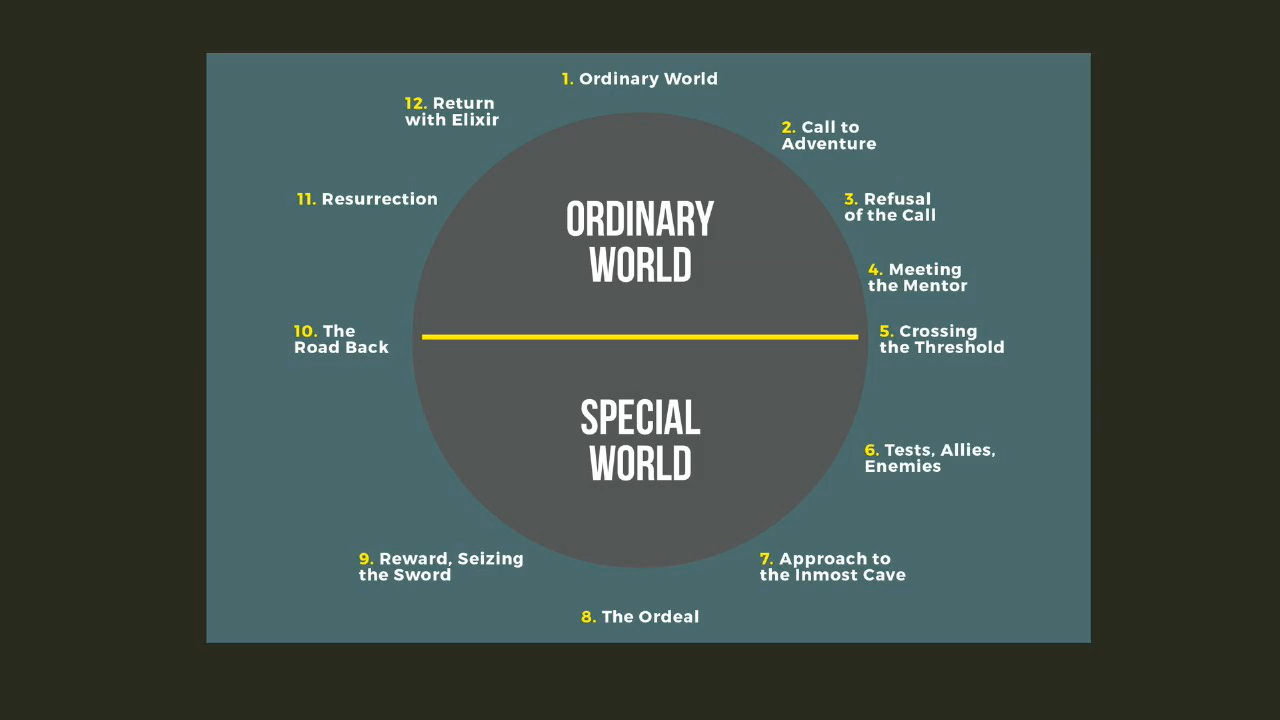 1. Ordinary World
2. Call to
Adventure
3. Refusal
of the Call
4. Meeting
the Mentor
5. Crossing
the Threshold
6. Tests, Allies,
Enemies
7. Approach to
the Inmost Cave
8. The Ordeal
9. Reward, Seizing
the Sword
10. The
Road Back
11. Resurrection
12. Return
with Elixir
ORDINARY
WORLD
SPECIAL
WORLD